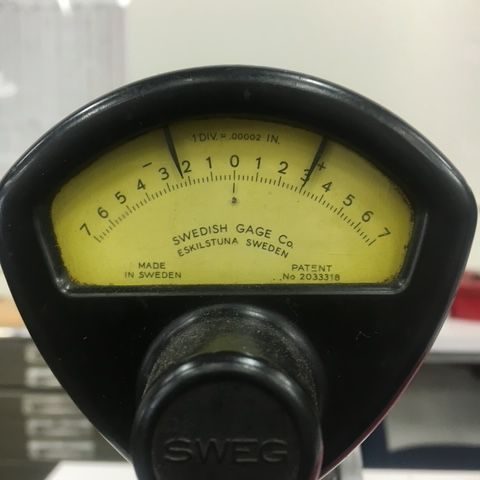 1 DIV. = .00002 IN.
− +
7 6 5 4 3 2 1 0 1 2 3 4 5 6 7
SWEDISH GAGE Co.
ESKILSTUNA SWEDEN
MADE
IN SWEDEN
PATENT
No 2033318
SWEG